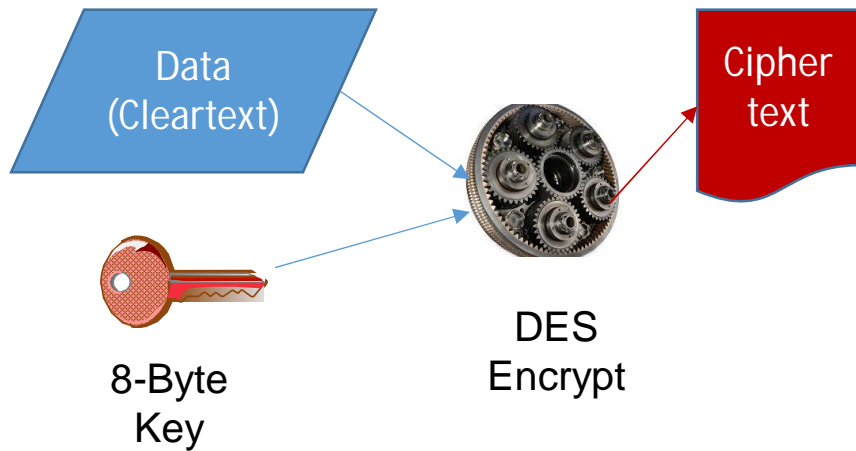 Data
(Cleartext)
Cipher
text
DES
Encrypt
8-Byte
Key